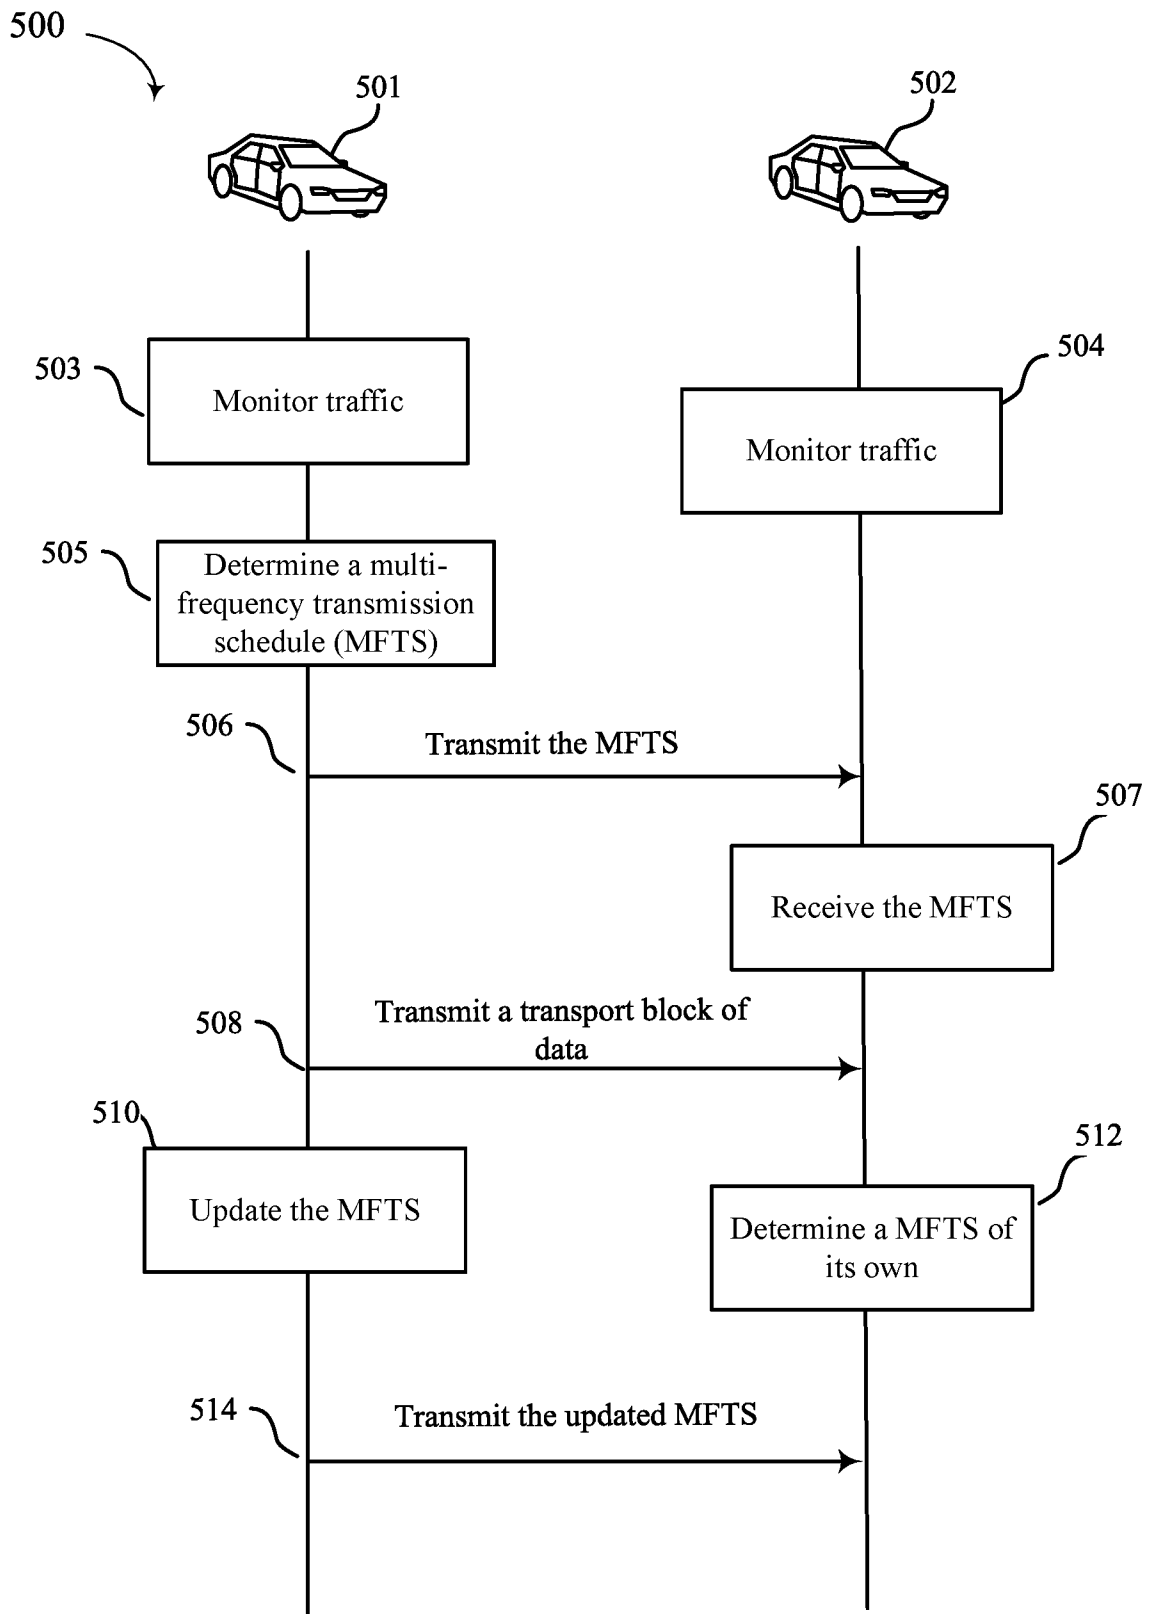 500
501
502
503
Monitor traffic
504
Monitor traffic
505
Determine a multi-
frequency transmission
schedule (MFTS)
506
Transmit the MFTS
507
Receive the MFTS
508
Transmit a transport block of
data
510
Update the MFTS
512
Determine a MFTS of
its own
514
Transmit the updated MFTS